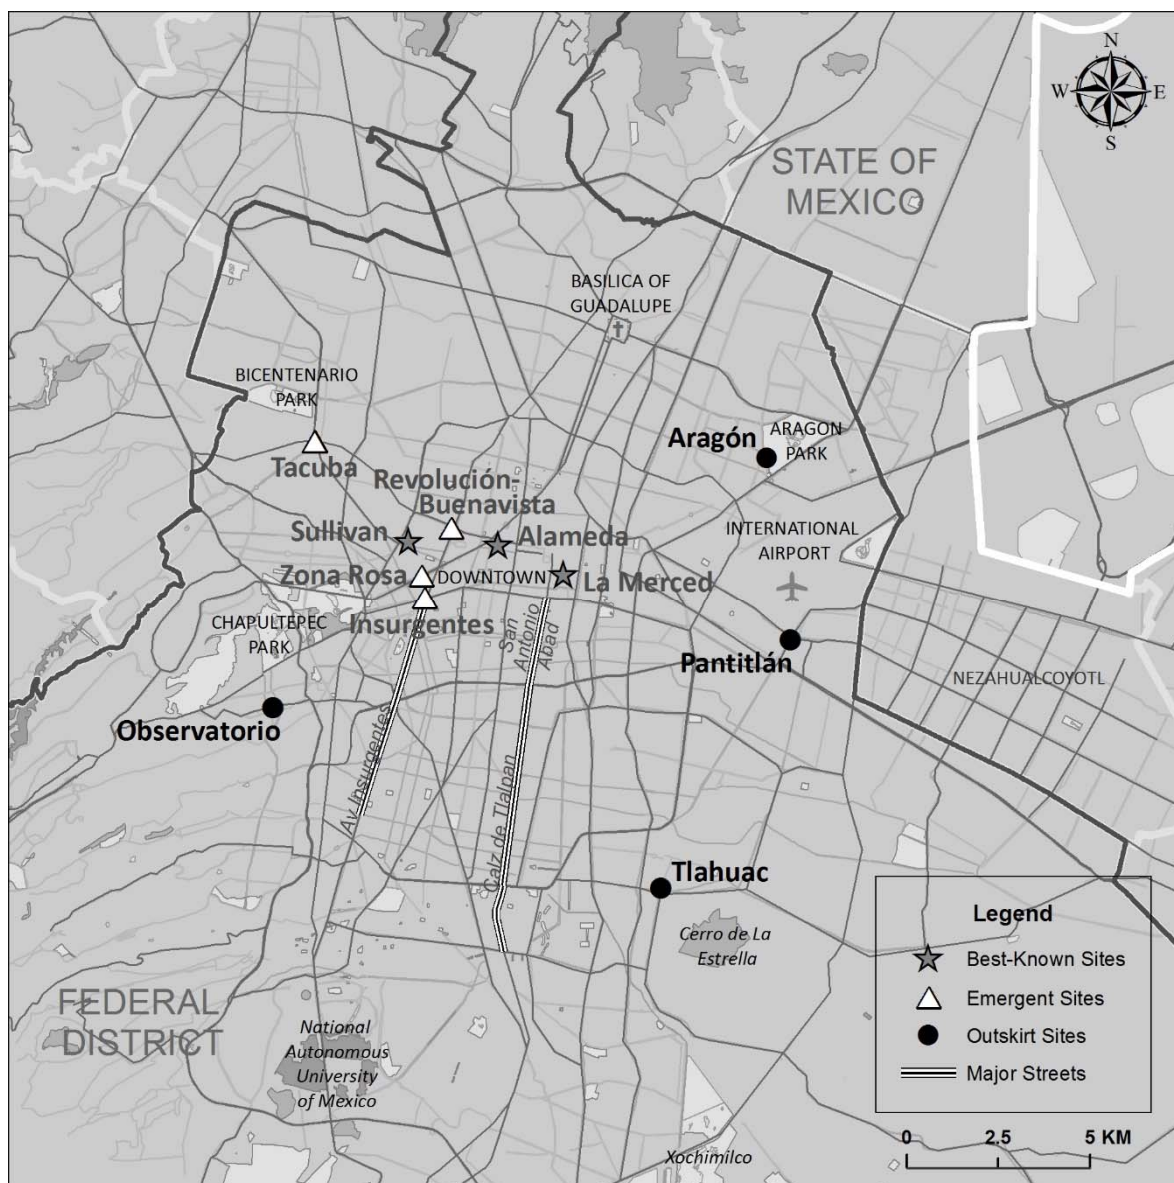 N
W E
S
STATE OF
MEXICO
BASILICA OF
GUADALUPE
BICENTENARIO
PARK
Tacuba
Aragón
ARAGON
PARK
Revolución-
Buenavista
Sullivan
Alameda
INTERNATIONAL
AIRPORT
Zona Rosa
DOWNTOWN
La Merced
Insurgentes
CHAPULTEPEC
PARK
San
Antonio
Abad
Pantitlán
NEZAHUALCOYOTL
Observatorio
Av Insurgentes
Calz de Tlalpan
Tlahuac
Cerro de La
Estrella
FEDERAL
DISTRICT
National
Autonomous
University
of Mexico
Xochimilco
Legend
Best-Known Sites
Emergent Sites
Outskirt Sites
Major Streets
0 2.5 5 KM